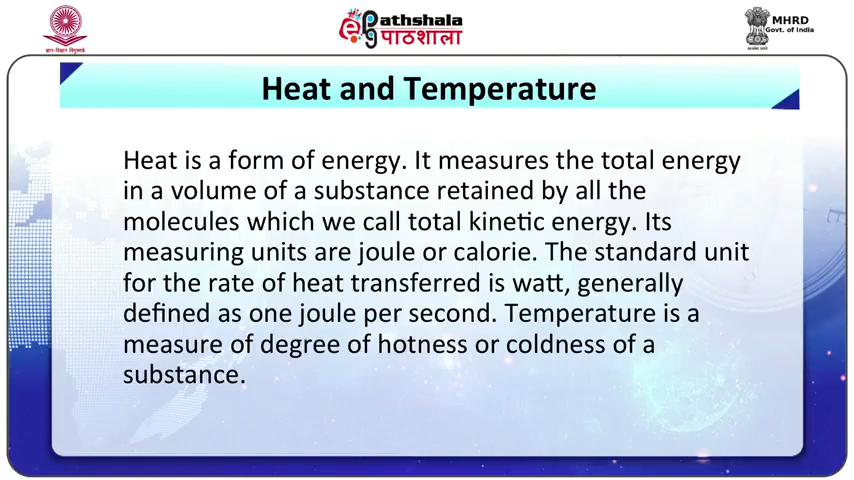 ज्ञान-विज्ञान विमुक्तये
ePathshala
पाठशाला
MHRD
Govt. of India
Heat and Temperature
Heat is a form of energy. It measures the total energy
in a volume of a substance retained by all the
molecules which we call total kinetic energy. Its
measuring units are joule or calorie. The standard unit
for the rate of heat transferred is watt, generally
defined as one joule per second. Temperature is a
measure of degree of hotness or coldness of a
substance.